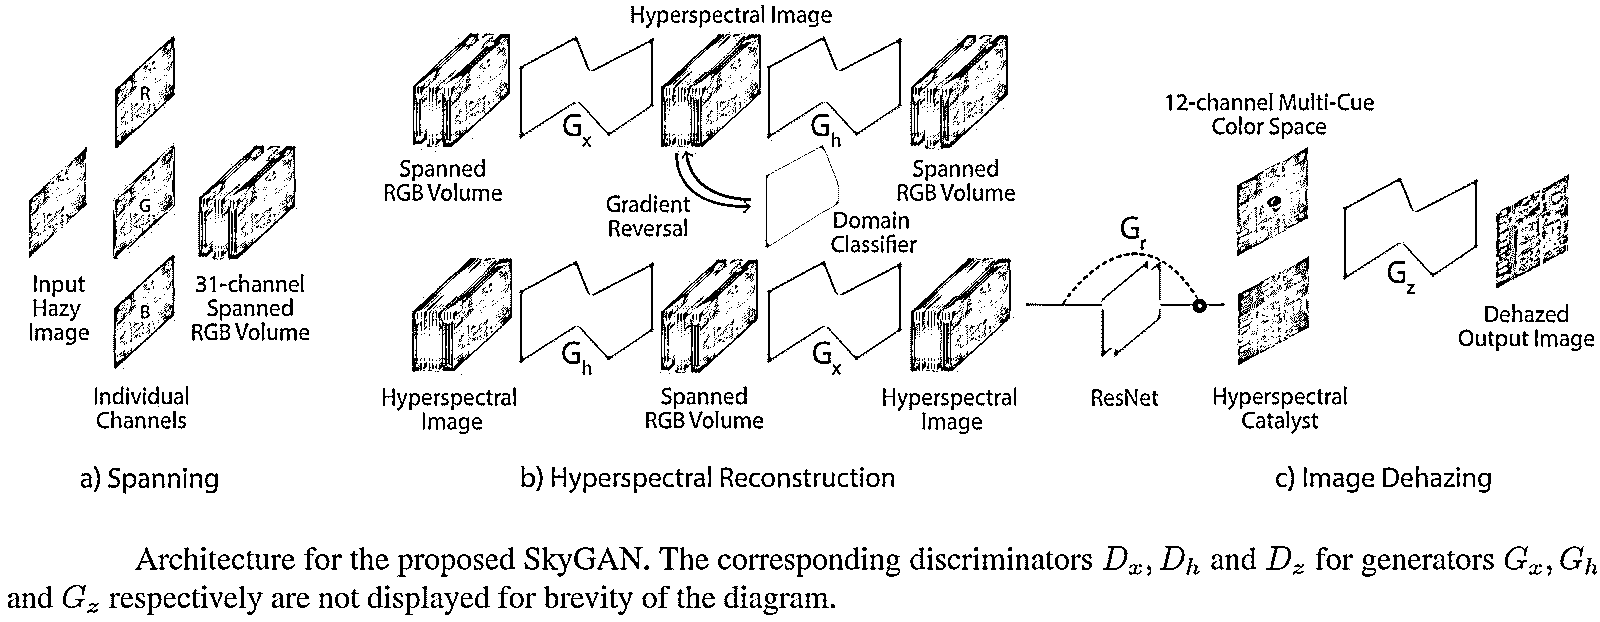 R
G
B
Input
Hazy
Image
31-channel
Spanned
RGB Volume
Individual
Channels
a) Spanning
Hyperspectral Image
G_x
G_h
Spanned
RGB Volume
Spanned
RGB Volume
Gradient
Reversal
Domain
Classifier
G_h
G_x
Hyperspectral
Image
Spanned
RGB Volume
Hyperspectral
Image
b) Hyperspectral Reconstruction
G_r
ResNet
12-channel Multi-Cue
Color Space
G_z
Hyperspectral
Catalyst
Dehazed
Output Image
c) Image Dehazing
Architecture for the proposed SkyGAN. The corresponding discriminators D_x, D_h and D_z for generators G_x, G_h
and G_z respectively are not displayed for brevity of the diagram.